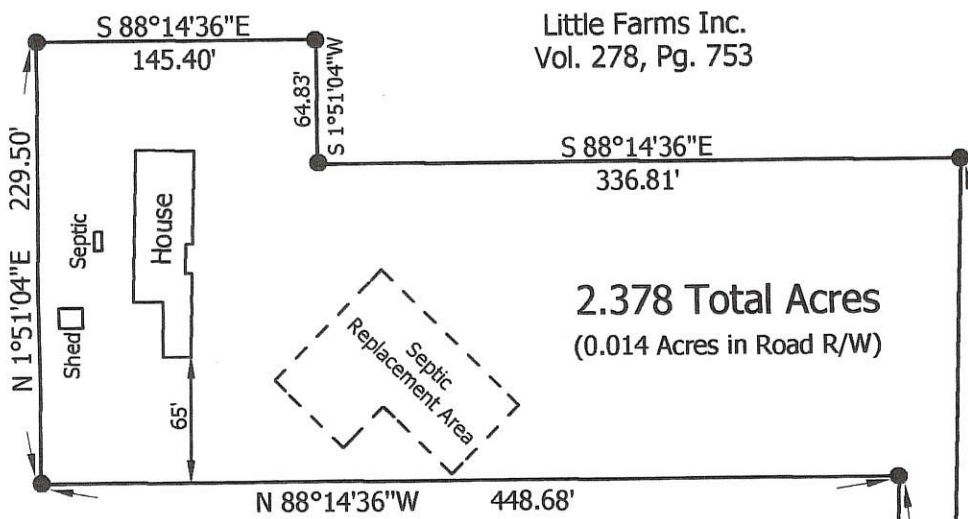 S 88°14'36"E
145.40'
Little Farms Inc.
Vol. 278, Pg. 753
64.83'
S 1°51'04"W
S 88°14'36"E
336.81'
N 1°51'04"E 229.50'
Septic
House
Shed
65'
Septic
Replacement Area
2.378 Total Acres
(0.014 Acres in Road R/W)
N 88°14'36"W 448.68'